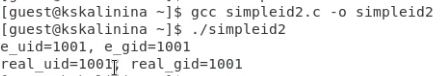 [guest@kskalinina ~]$ gcc simpleid2.c -o simpleid2
[guest@kskalinina ~]$ ./simpleid2
e_uid=1001, e_gid=1001
real_uid=1001, real_gid=1001